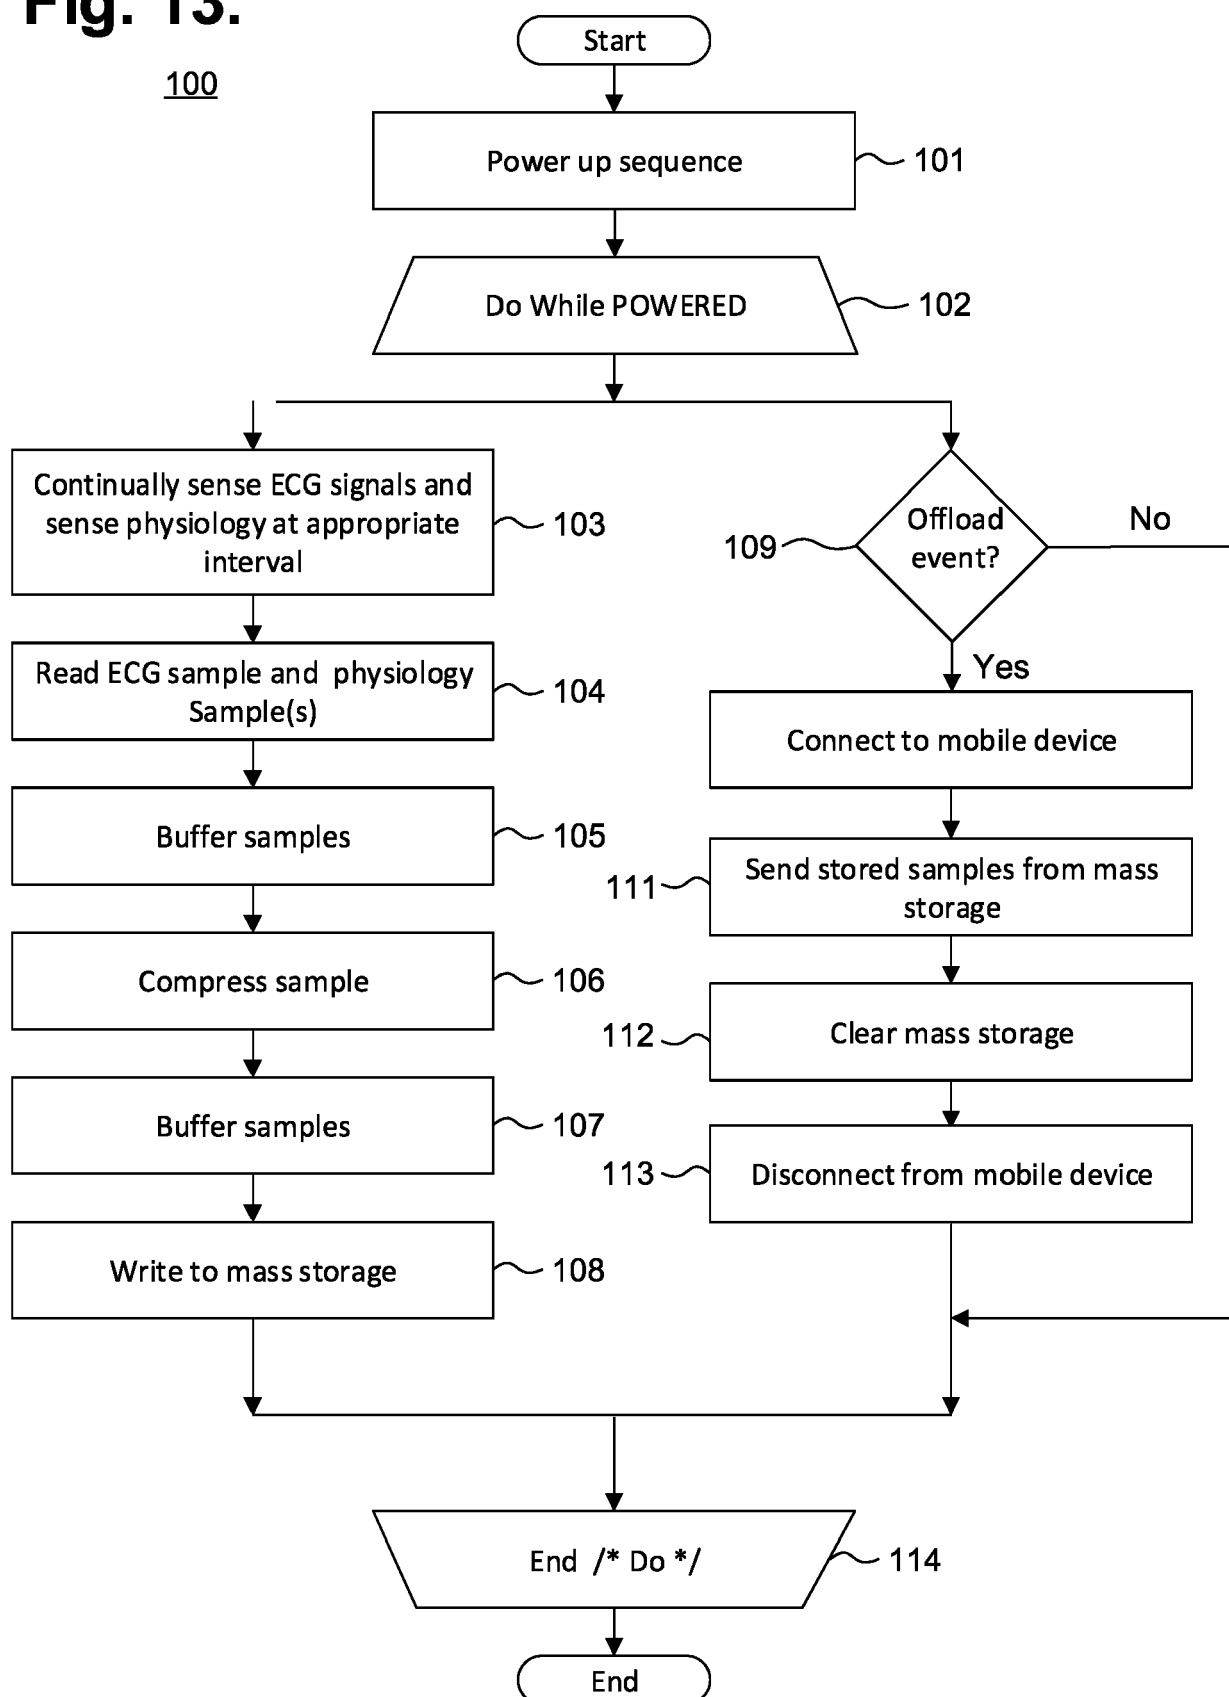 Fig. 13.
100
Start
Power up sequence
101
Do While POWERED
102
Continually sense ECG signals and
sense physiology at appropriate
interval
103
Read ECG sample and physiology
Sample(s)
104
Buffer samples
105
Compress sample
106
Buffer samples
107
Write to mass storage
108
Offload
event?
109
No
Yes
Connect to mobile device
Send stored samples from mass
storage
111
Clear mass storage
112
Disconnect from mobile device
113
End /* Do */
114
End